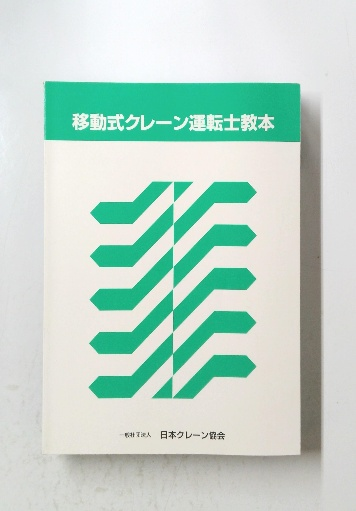 移動式クレーン運転士教本
一般社団法人 日本クレーン協会